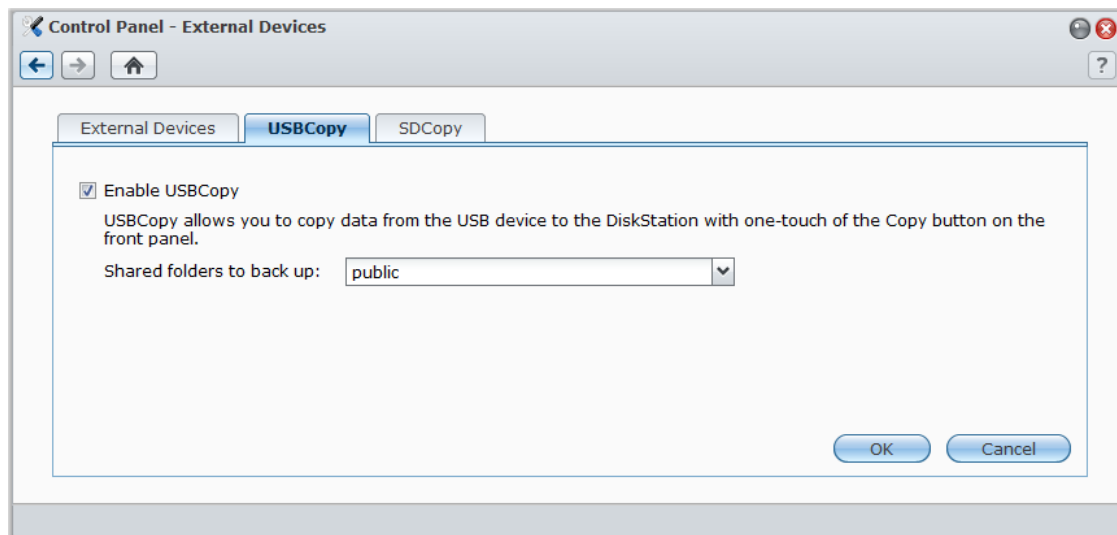 Control Panel - External Devices
?
External Devices USBCopy SDCopy
Enable USBCopy
USBCopy allows you to copy data from the USB device to the DiskStation with one-touch of the Copy button on the
front panel.
Shared folders to back up: public
OK Cancel